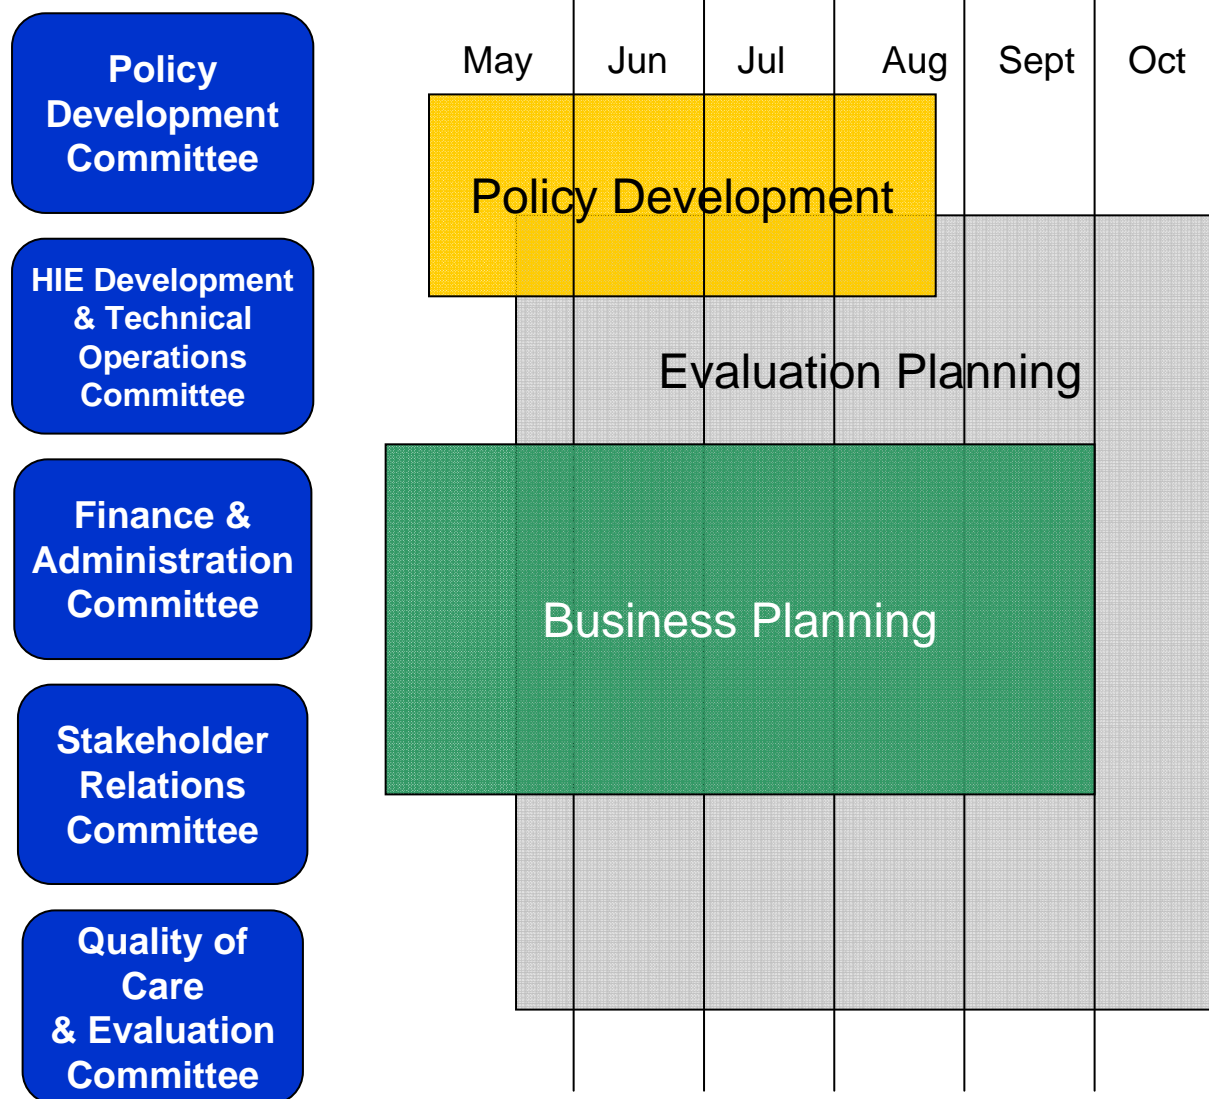 Policy
Development
Committee
HIE Development
& Technical
Operations
Committee
Finance &
Administration
Committee
Stakeholder
Relations
Committee
Quality of
Care
& Evaluation
Committee
May Jun Jul Aug Sept Oct
Policy Development
Evaluation Planning
Business Planning